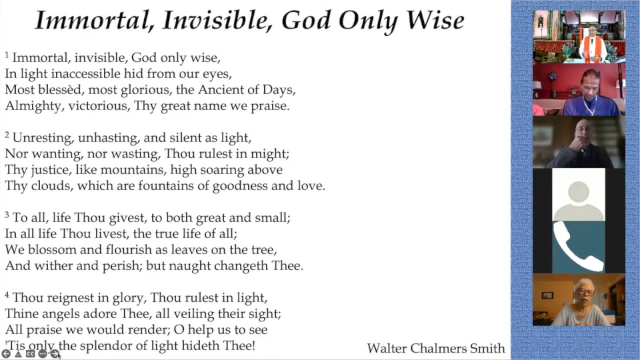 Immortal, Invisible, God Only Wise
1 Immortal, invisible, God only wise,
In light inaccessible hid from our eyes,
Most blessèd, most glorious, the Ancient of Days,
Almighty, victorious, Thy great name we praise.
2 Unresting, unhasting, and silent as light,
Nor wanting, nor wasting, Thou rulest in might;
Thy justice, like mountains, high soaring above
Thy clouds, which are fountains of goodness and love.
3 To all, life Thou givest, to both great and small;
In all life Thou livest, the true life of all;
We blossom and flourish as leaves on the tree,
And wither and perish; but naught changeth Thee.
4 Thou reignest in glory, Thou rulest in light,
Thine angels adore Thee, all veiling their sight;
All praise we would render; O help us to see
'Tis only the splendor of light hideth Thee!
Walter Chalmers Smith